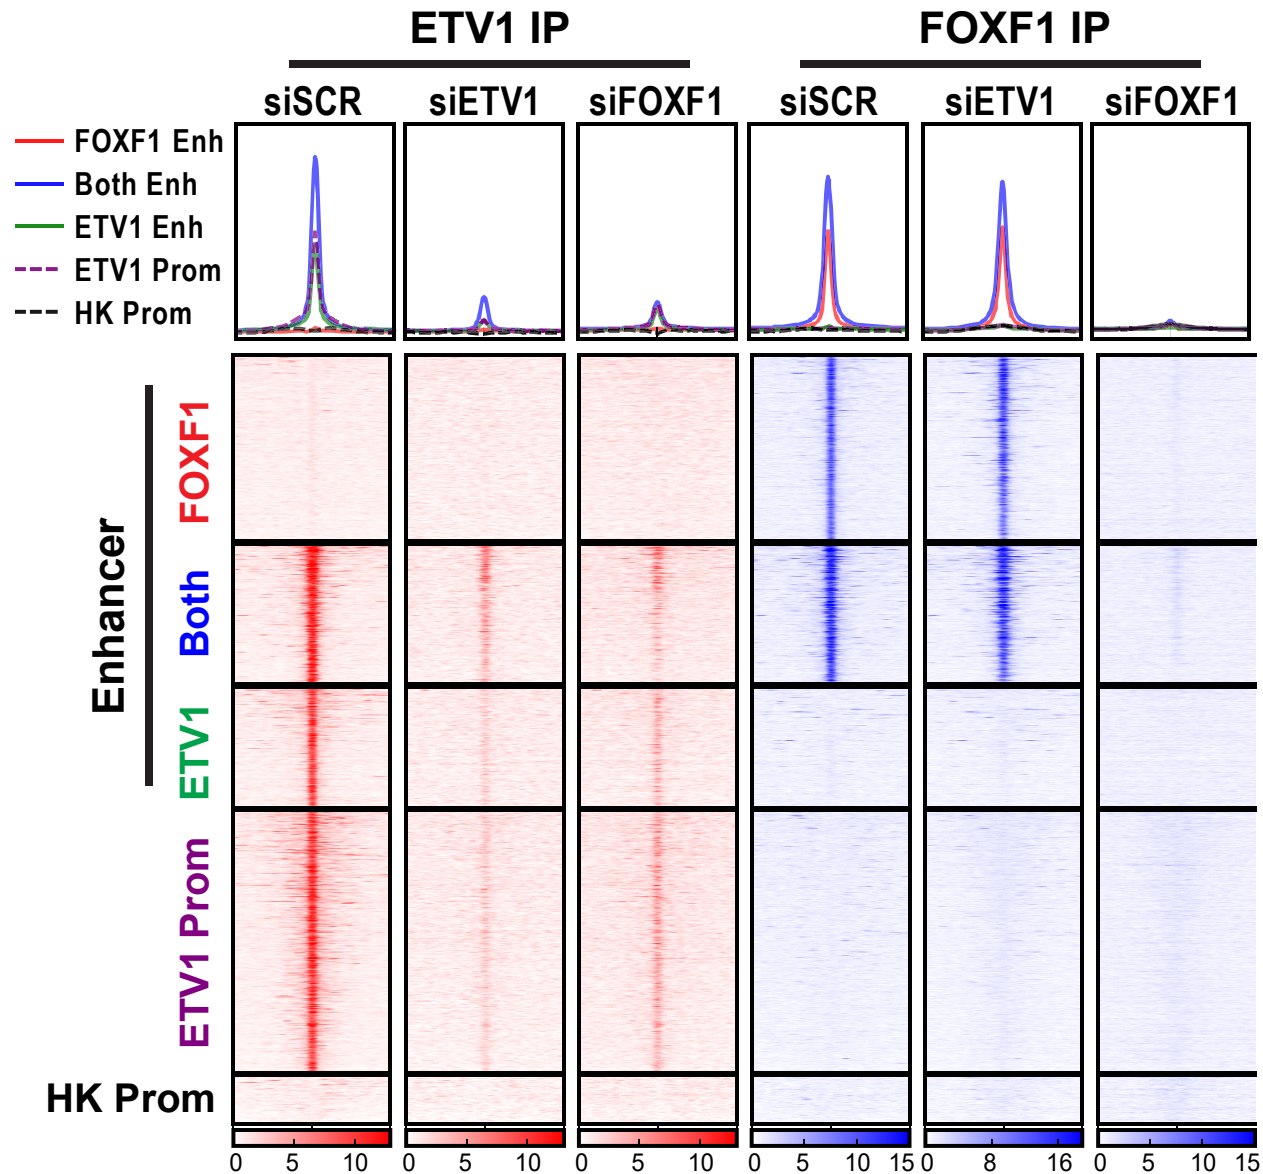 ETV1 IP FOXF1 IP
siSCR siETV1 siFOXF1 siSCR siETV1 siFOXF1
FOXF1 Enh
Both Enh
ETV1 Enh
ETV1 Prom
HK Prom
Enhancer
FOXF1
Both
ETV1
ETV1 Prom
HK Prom
0 5 10 0 5 10 0 5 10 0 5 10 15 0 8 16 0 5 10 15